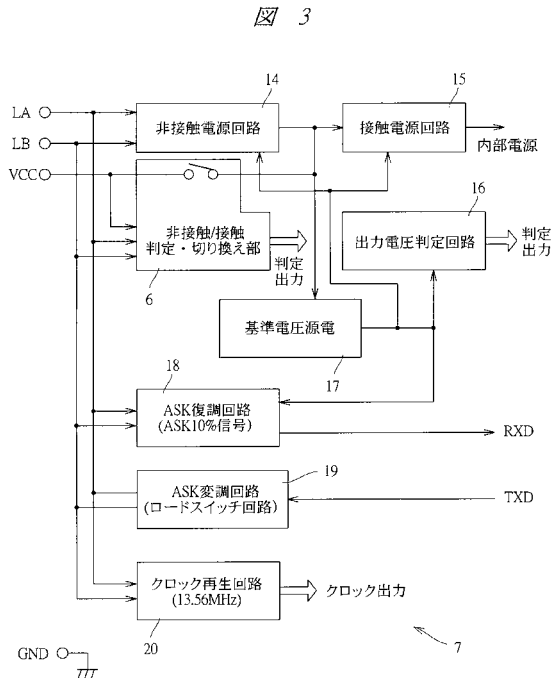 図 3
14
15
LA
非接触電源回路
接触電源回路
LB
内部電源
VCC
16
非接触/接触
判定・切り換え部
出力電圧判定回路
判定
出力
判定
出力
6
基準電圧源電
17
18
ASK復調回路
(ASK10%信号)
RXD
19
ASK変調回路
(ロードスイッチ回路)
TXD
クロック再生回路
(13.56MHz)
クロック出力
20
7
GND